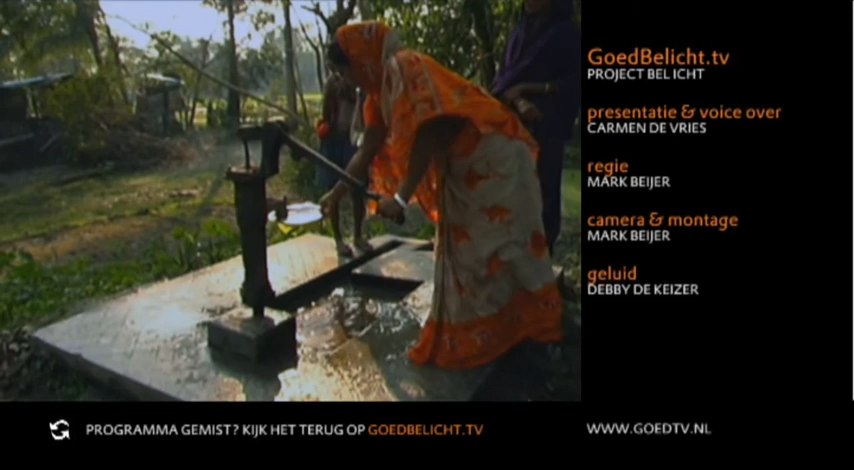 GoedBelicht.tv
PROJECT BELICHT
presentatie & voice over
CARMEN DE VRIES
regie
MARK BEIJER
camera & montage
MARK BEIJER
geluid
DEBBY DE KEIZER
PROGRAMMA GEMIST? KIJK HET TERUG OP GOEDBELICHT.TV
WWW.GOEDTV.NL